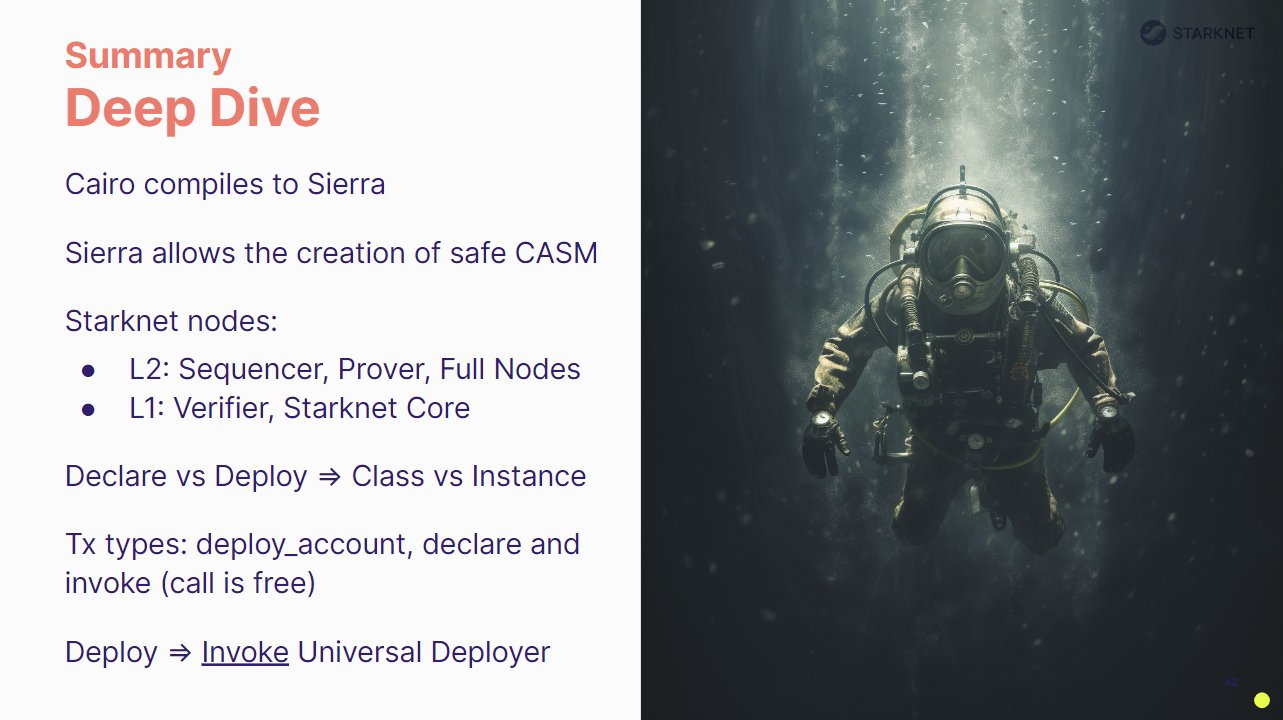 Summary
Deep Dive
STARKNET
Cairo compiles to Sierra
Sierra allows the creation of safe CASM
Starknet nodes:
● L2: Sequencer, Prover, Full Nodes
● L1: Verifier, Starknet Core
Declare vs Deploy ⇒ Class vs Instance
Tx types: deploy_account, declare and
invoke (call is free)
Deploy ⇒ Invoke Universal Deployer
42